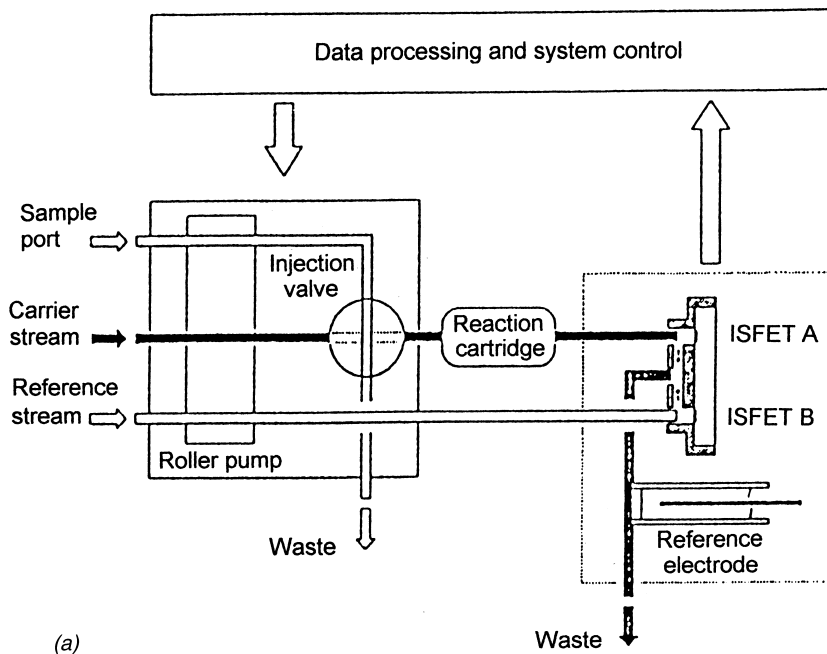 Data processing and system control
Sample
port
Injection
valve
Carrier
stream
Reaction
cartridge
ISFET A
Reference
stream
ISFET B
Roller pump
Waste
Reference
electrode
(a)
Waste